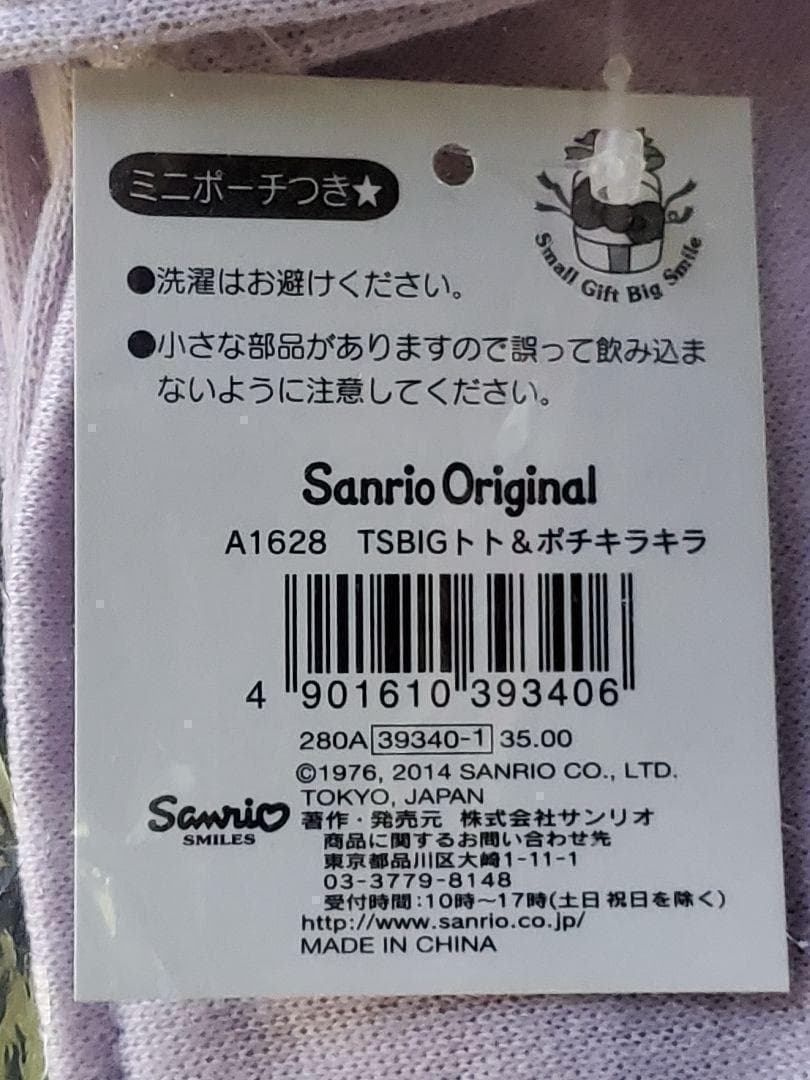 ミニポーチつき★
Small Gift Big Smile
●洗濯はお避けください。
●小さな部品がありますので誤って飲み込ま
ないように注意してください。
Sanrio Original
A1628 TSBIGトト&ポチキラキラ
4 901610 393406
280A 39340-1 35.00
©1976, 2014 SANRIO CO., LTD.
TOKYO, JAPAN
Sanrio
SMILES
著作・発売元 株式会社サンリオ
商品に関するお問い合わせ先
東京都品川区大崎1-11-1
03-3779-8148
受付時間:10時〜17時(土日 祝日を除く)
http://www.sanrio.co.jp/
MADE IN CHINA